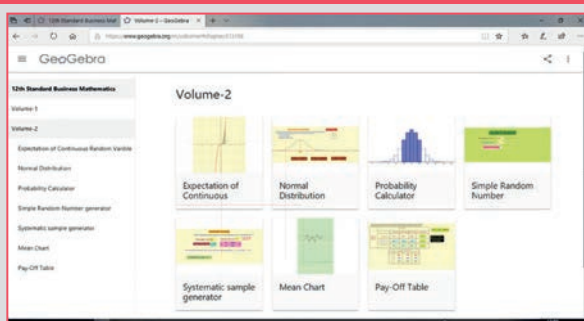 12th Standard Business Mathemat
Volume-2 – GeoGebra
GeoGebra
12th Standard Business Mathematics
Volume-1
Volume-2
Expectation of Continuous Random Varible
Normal Distribution
Probability Calculator
Simple Random Number generator
Systematic sample generator
Mean Chart
Pay-Off Table
Volume-2
Expectation of
Continuous
Normal
Distribution
Probability
Calculator
Simple Random
Number
Systematic sample
generator
Mean Chart
Pay-Off Table